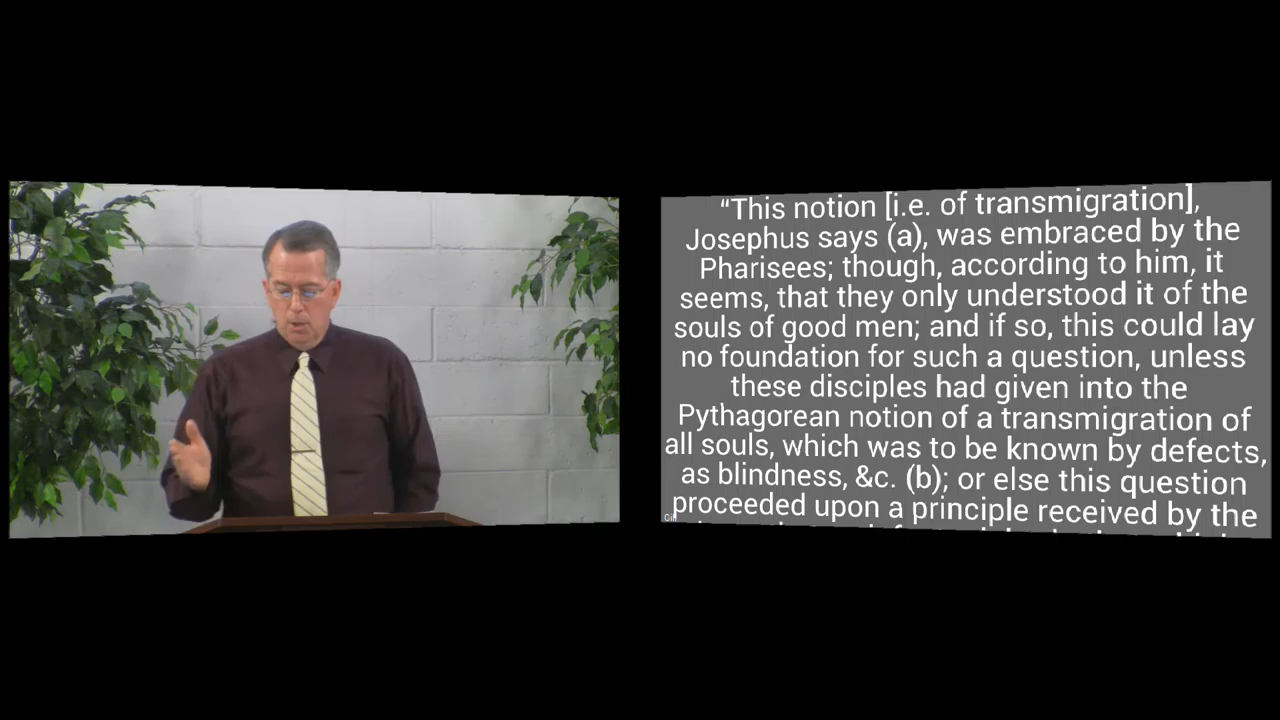 “This notion [i.e. of transmigration],
Josephus says (a), was embraced by the
Pharisees; though, according to him, it
seems, that they only understood it of the
souls of good men; and if so, this could lay
no foundation for such a question, unless
these disciples had given into the
Pythagorean notion of a transmigration of
all souls, which was to be known by defects,
as blindness, &c. (b); or else this question
proceeded upon a principle received by the